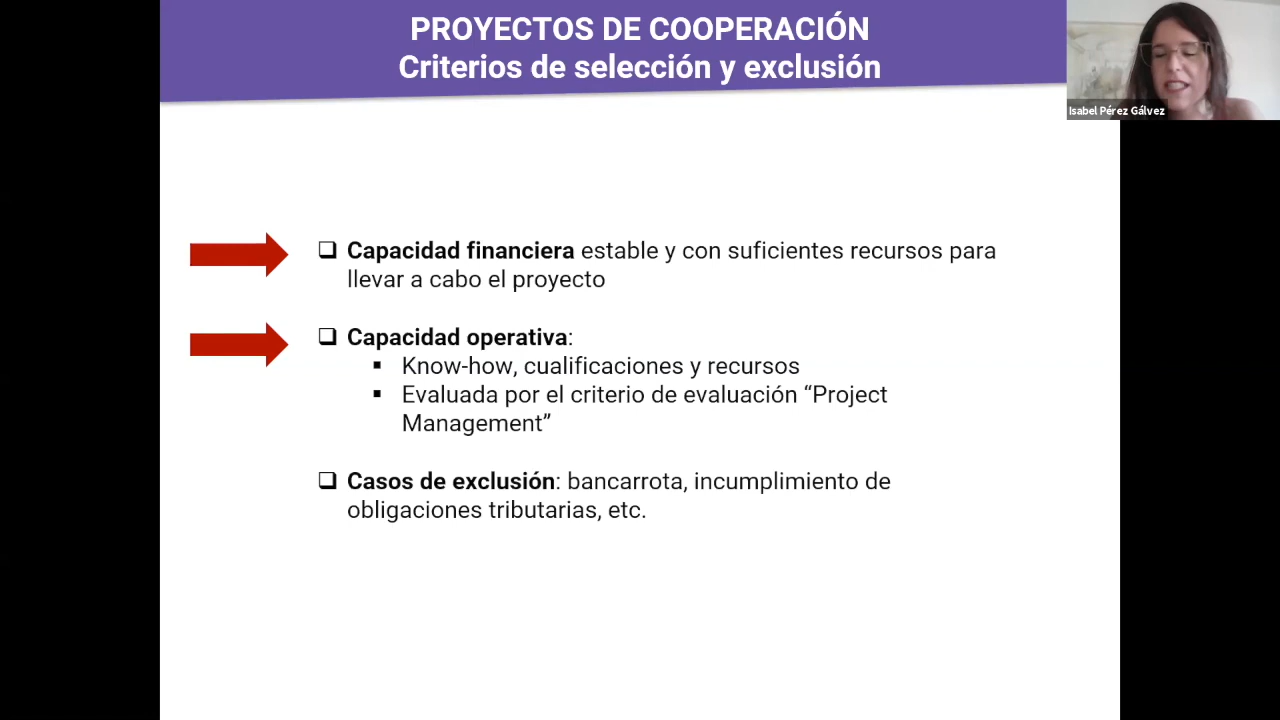 PROYECTOS DE COOPERACIÓN
Criterios de selección y exclusión
Isabel Pérez Gálvez
Capacidad financiera estable y con suficientes recursos para
llevar a cabo el proyecto
Capacidad operativa:
Know-how, cualificaciones y recursos
Evaluada por el criterio de evaluación “Project
Management”
Casos de exclusión: bancarrota, incumplimiento de
obligaciones tributarias, etc.